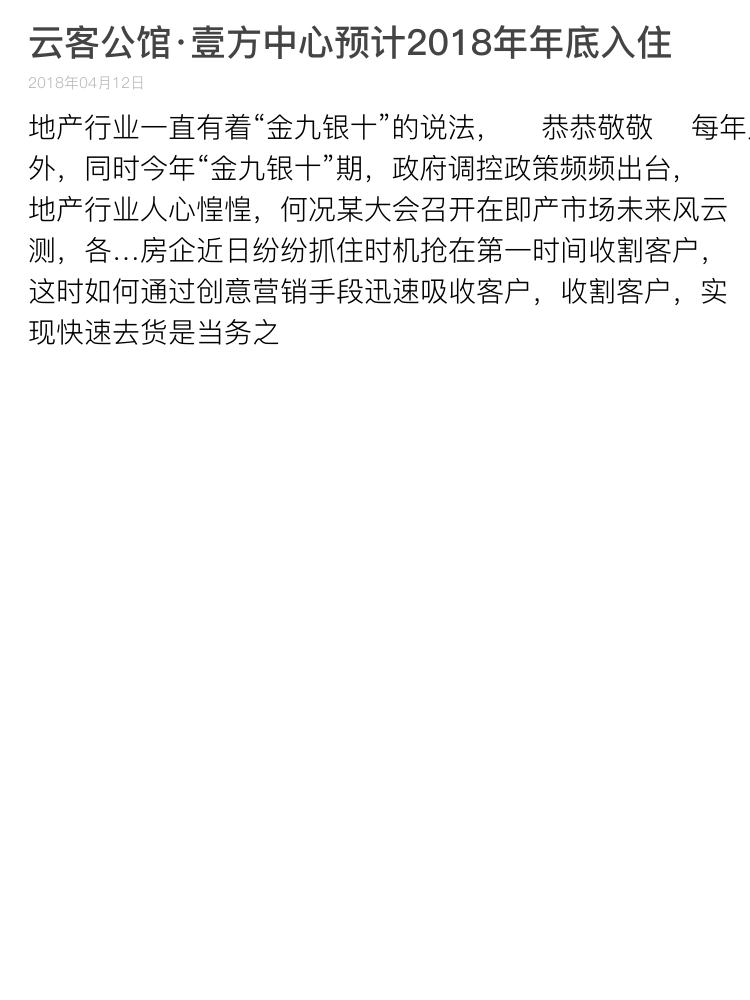 云客公馆·壹方中心预计2018年年底入住
2018年04月12日
地产行业一直有着“金九银十”的说法， 恭恭敬敬 每年
外，同时今年“金九银十”期，政府调控政策频频出台，
地产行业人心惶惶，何况某大会召开在即产市场未来风云
测，各…房企近日纷纷抓住时机抢在第一时间收割客户，
这时如何通过创意营销手段迅速吸收客户，收割客户，实
现快速去货是当务之